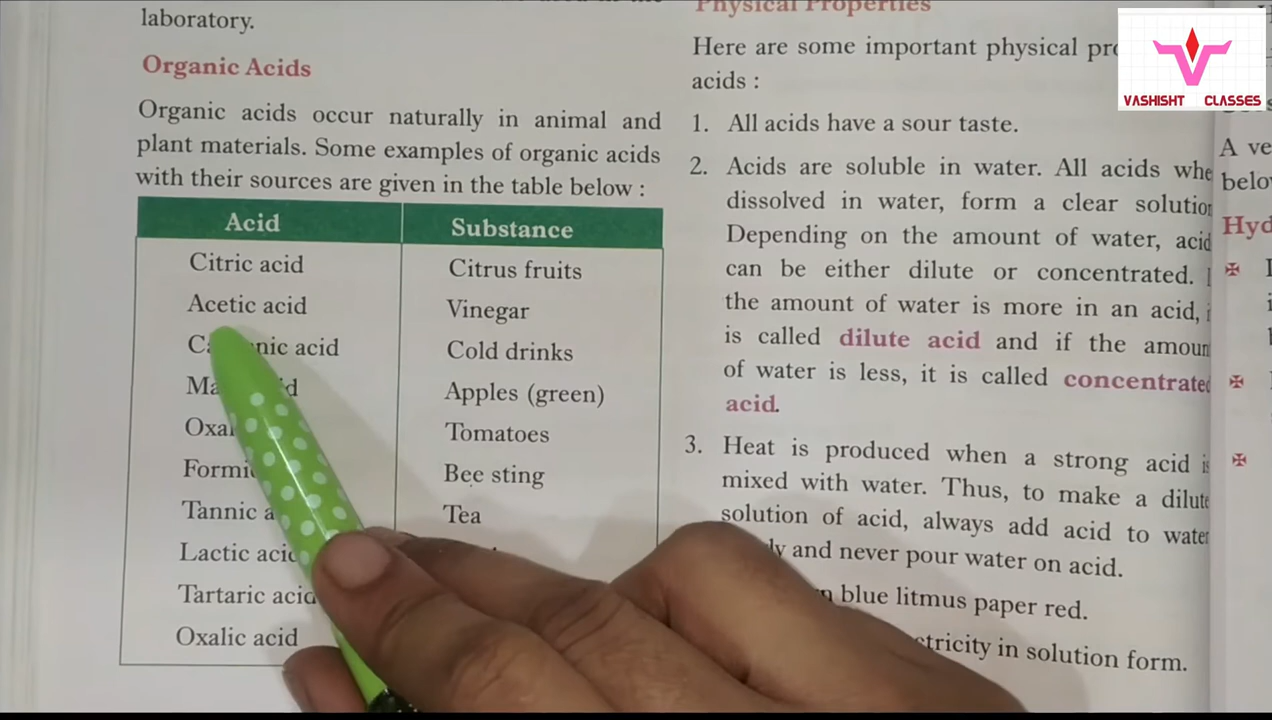 laboratory.
Organic Acids
Organic acids occur naturally in animal and
plant materials. Some examples of organic acids
with their sources are given in the table below :
Acid Substance
Citric acid Citrus fruits
Acetic acid Vinegar
acid Cold drinks
Apples (green)
Tomatoes
Bee sting
Tannic Tea
Lactic
Tartaric acid
Oxalic acid
Physical Properties
Here are some important physical
acids :
1. All acids have a sour taste.
2. Acids are soluble in water. All acids
dissolved in water, form a clear
Depending on the amount of water,
can be either dilute or concentrated.
the amount of water is more in an acid,
is called dilute acid and if the
of water is less, it is called
acid.
3. Heat is produced when a strong acid
mixed with water. Thus, to make a
solution of acid, always add acid to
and never pour water on acid.
blue litmus paper red.
in solution form.
VASHISHT CLASSES
A